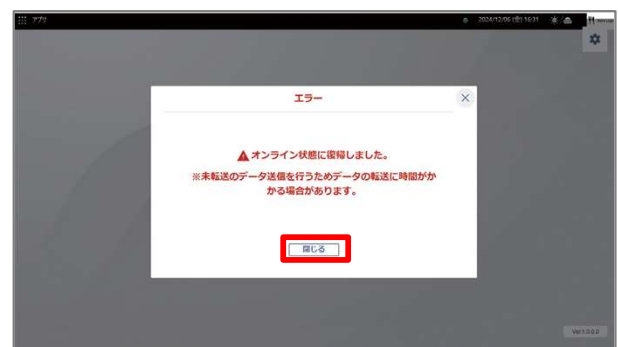 アプリ
2024/12/06 (金) 16:31
エラー
オンライン状態に復帰しました。
※未転送のデータ送信を行うためデータの転送に時間がか
かる場合があります。
閉じる
Ver1.0.0.0